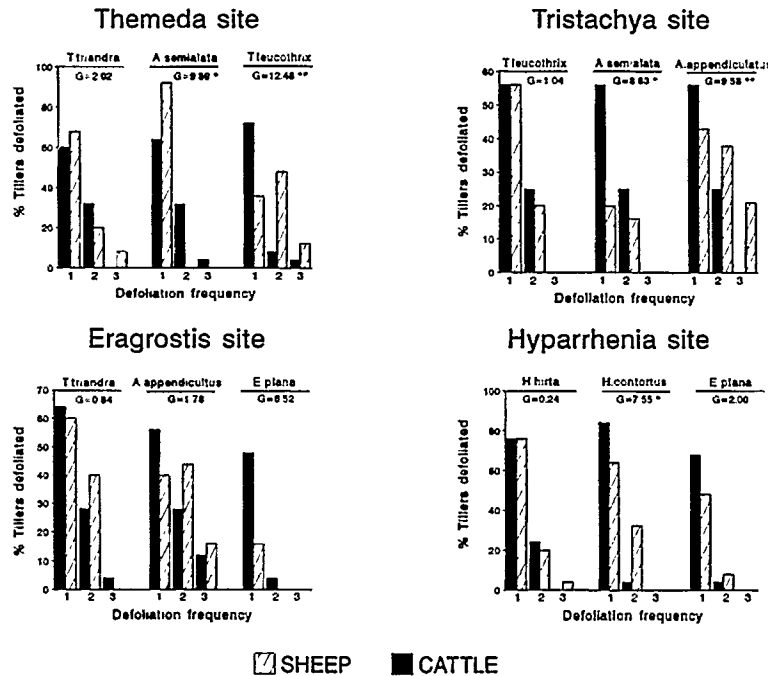 Themeda site
T triandra A semialata T leucothrix
G=2 02 G=9 86 * G=12.48 **
100
80
60
40
20
0
% Tillers defoliated
1 2 3 1 2 3 1 2 3
Defoliation frequency
Tristachya site
T leucothrix A semialata A.appendiculatus
G=1 04 G=8 63 * G=9 58 **
60
50
40
30
20
10
0
% Tillers defoliated
1 2 3 1 2 3 1 2 3
Defoliation frequency
Eragrostis site
T triandra A appendicultus E plana
G=0 84 G=1 78 G=6 52
70
60
50
40
30
20
10
0
% Tillers defoliated
1 2 3 1 2 3 1 2 3
Defoliation frequency
Hyparrhenia site
H hirta H.contortus E plana
G=0.24 G=7 55 * G=2.00
100
80
60
40
20
0
% Tillers defoliated
1 2 3 1 2 3 1 2 3
Defoliation frequency
SHEEP CATTLE